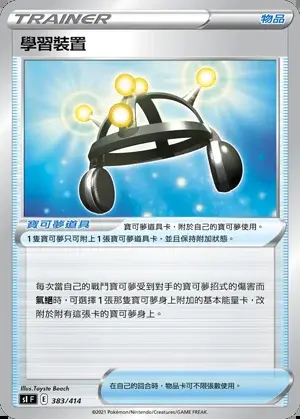 TRAINER 物品
學習裝置
寶可夢道具 寶可夢道具卡,附於自己的寶可夢使用。
1隻寶可夢只可附上1張寶可夢道具卡,並且保持附加狀態。
每次當自己的戰鬥寶可夢受到對手的寶可夢招式的傷害而
氣絕時,可選擇1張那隻寶可夢身上附加的基本能量卡,改
附於附有這張卡的寶可夢身上。
Illus.Toyste Beach
sI F E 383/414
在自己的回合時,物品卡可不限張數使用。
©2021 Pokémon/Nintendo/Creatures/GAME FREAK.